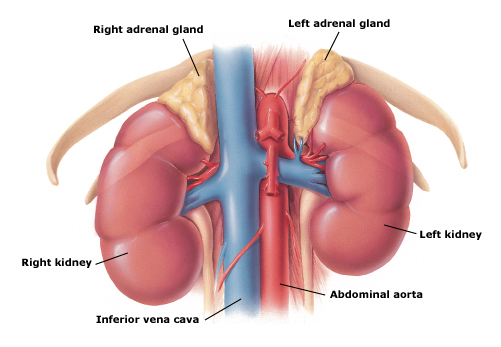 Left adrenal gland
Right adrenal gland
Left kidney
Right kidney
Abdominal aorta
Inferior vena cava